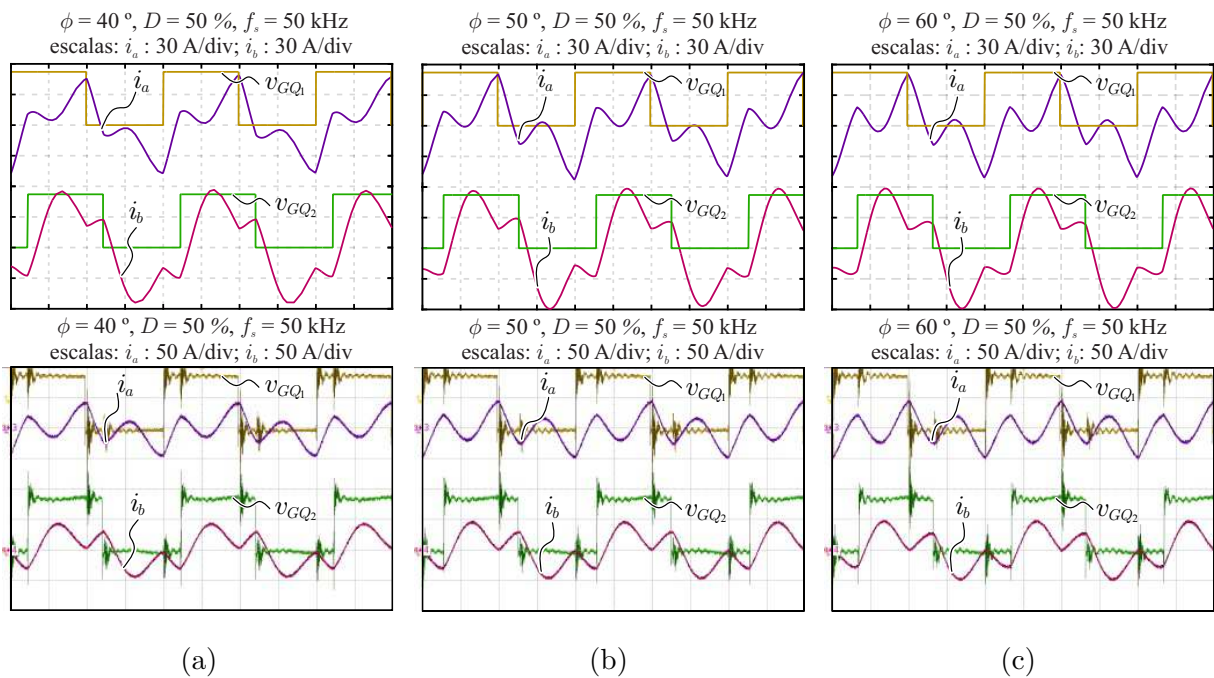 ϕ = 40 º, D = 50 %, fs = 50 kHz
escalas: ia : 30 A/div; ib : 30 A/div
ia
vGQ1
ib
vGQ2
ϕ = 50 º, D = 50 %, fs = 50 kHz
escalas: ia : 30 A/div; ib : 30 A/div
ia
vGQ1
ib
vGQ2
ϕ = 60 º, D = 50 %, fs = 50 kHz
escalas: ia : 30 A/div; ib: 30 A/div
ia
vGQ1
ib
vGQ2
ϕ = 40 º, D = 50 %, fs = 50 kHz
escalas: ia : 50 A/div; ib : 50 A/div
ia
vGQ1
vGQ2
ib
ϕ = 50 º, D = 50 %, fs = 50 kHz
escalas: ia : 50 A/div; ib : 50 A/div
ia
vGQ1
vGQ2
ib
ϕ = 60 º, D = 50 %, fs = 50 kHz
escalas: ia : 50 A/div; ib: 50 A/div
ia
vGQ1
vGQ2
ib
(a)
(b)
(c)